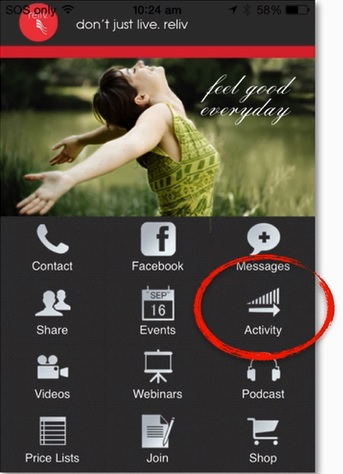 SOS only 10:24 am 58%
reliv
don't just live. reliv
feel good
everyday
Contact Facebook Messages
SEP
16
Share Events Activity
Videos Webinars Podcast
Price Lists Join Shop